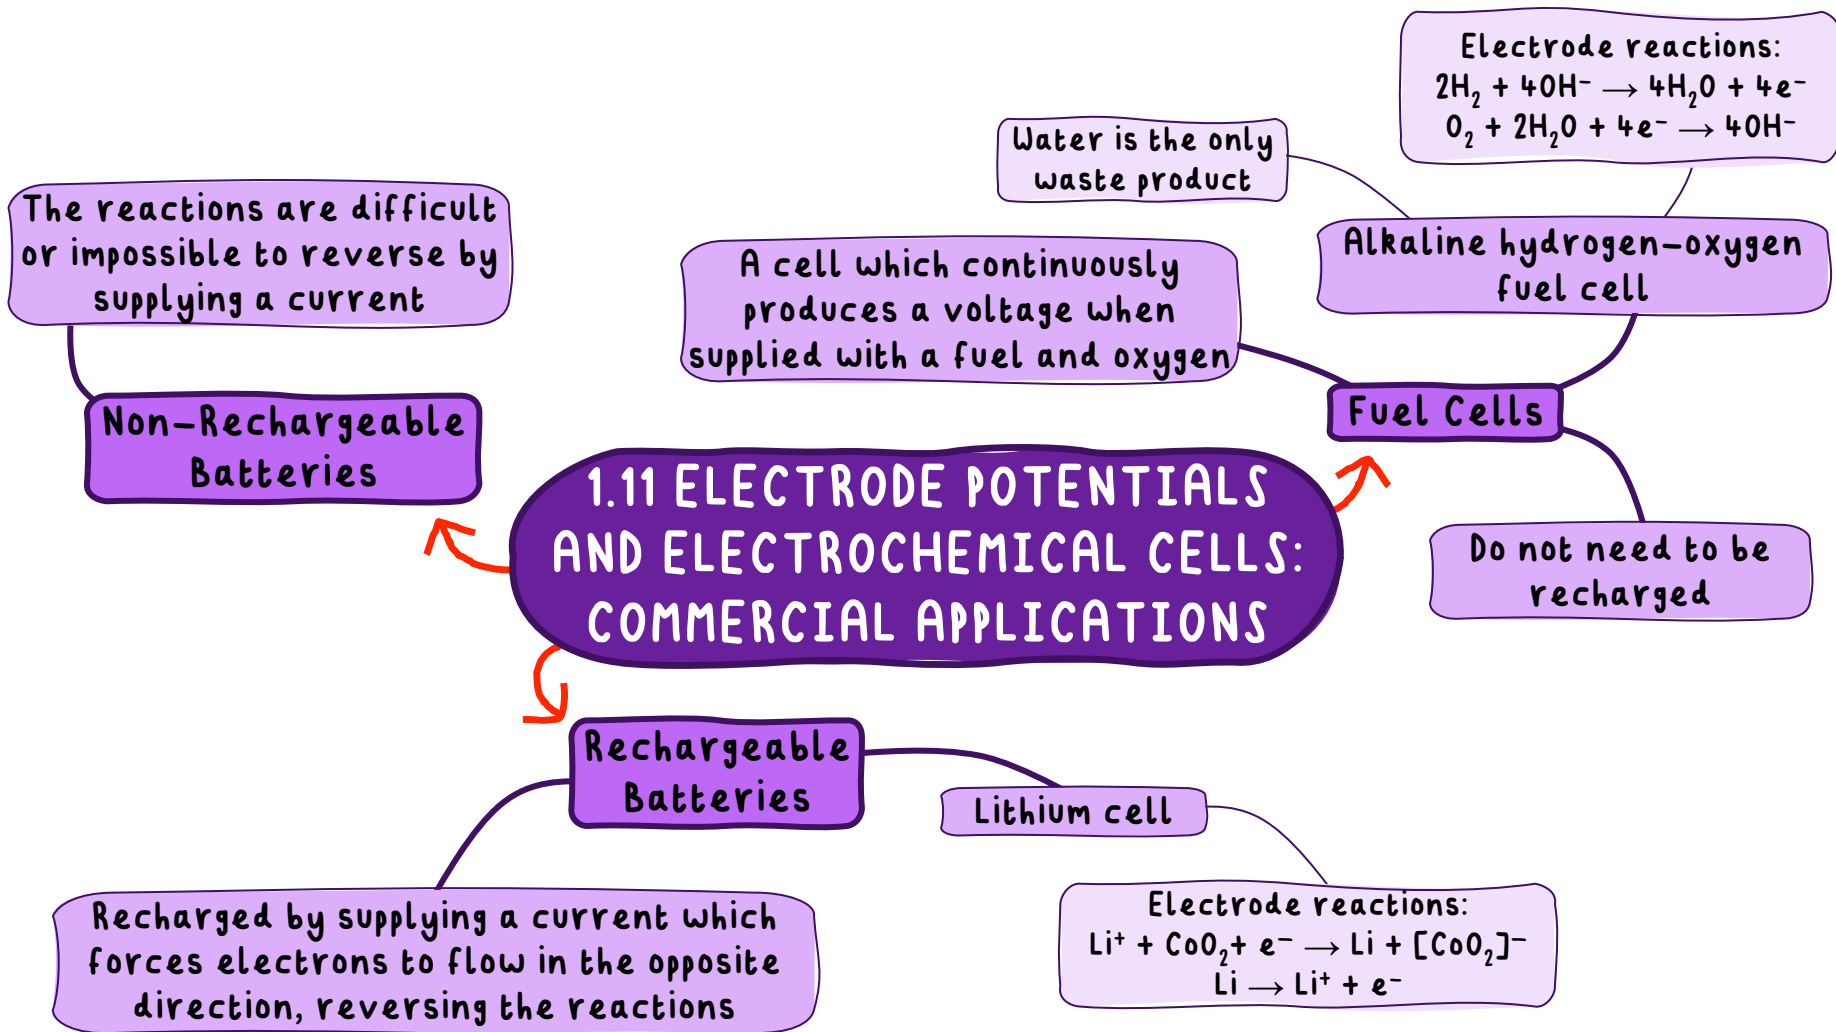 Electrode reactions:
2H₂ + 4OH⁻ → 4H₂O + 4e⁻
O₂ + 2H₂O + 4e⁻ → 4OH⁻
Water is the only
waste product
Alkaline hydrogen-oxygen
fuel cell
The reactions are difficult
or impossible to reverse by
supplying a current
A cell which continuously
produces a voltage when
supplied with a fuel and oxygen
Fuel Cells
Non-Rechargeable
Batteries
1.11 ELECTRODE POTENTIALS
AND ELECTROCHEMICAL CELLS:
COMMERCIAL APPLICATIONS
Do not need to be
recharged
Rechargeable
Batteries
Lithium cell
Recharged by supplying a current which
forces electrons to flow in the opposite
direction, reversing the reactions
Electrode reactions:
Li⁺ + CoO₂+ e⁻ → Li + [CoO₂]⁻
Li → Li⁺ + e⁻